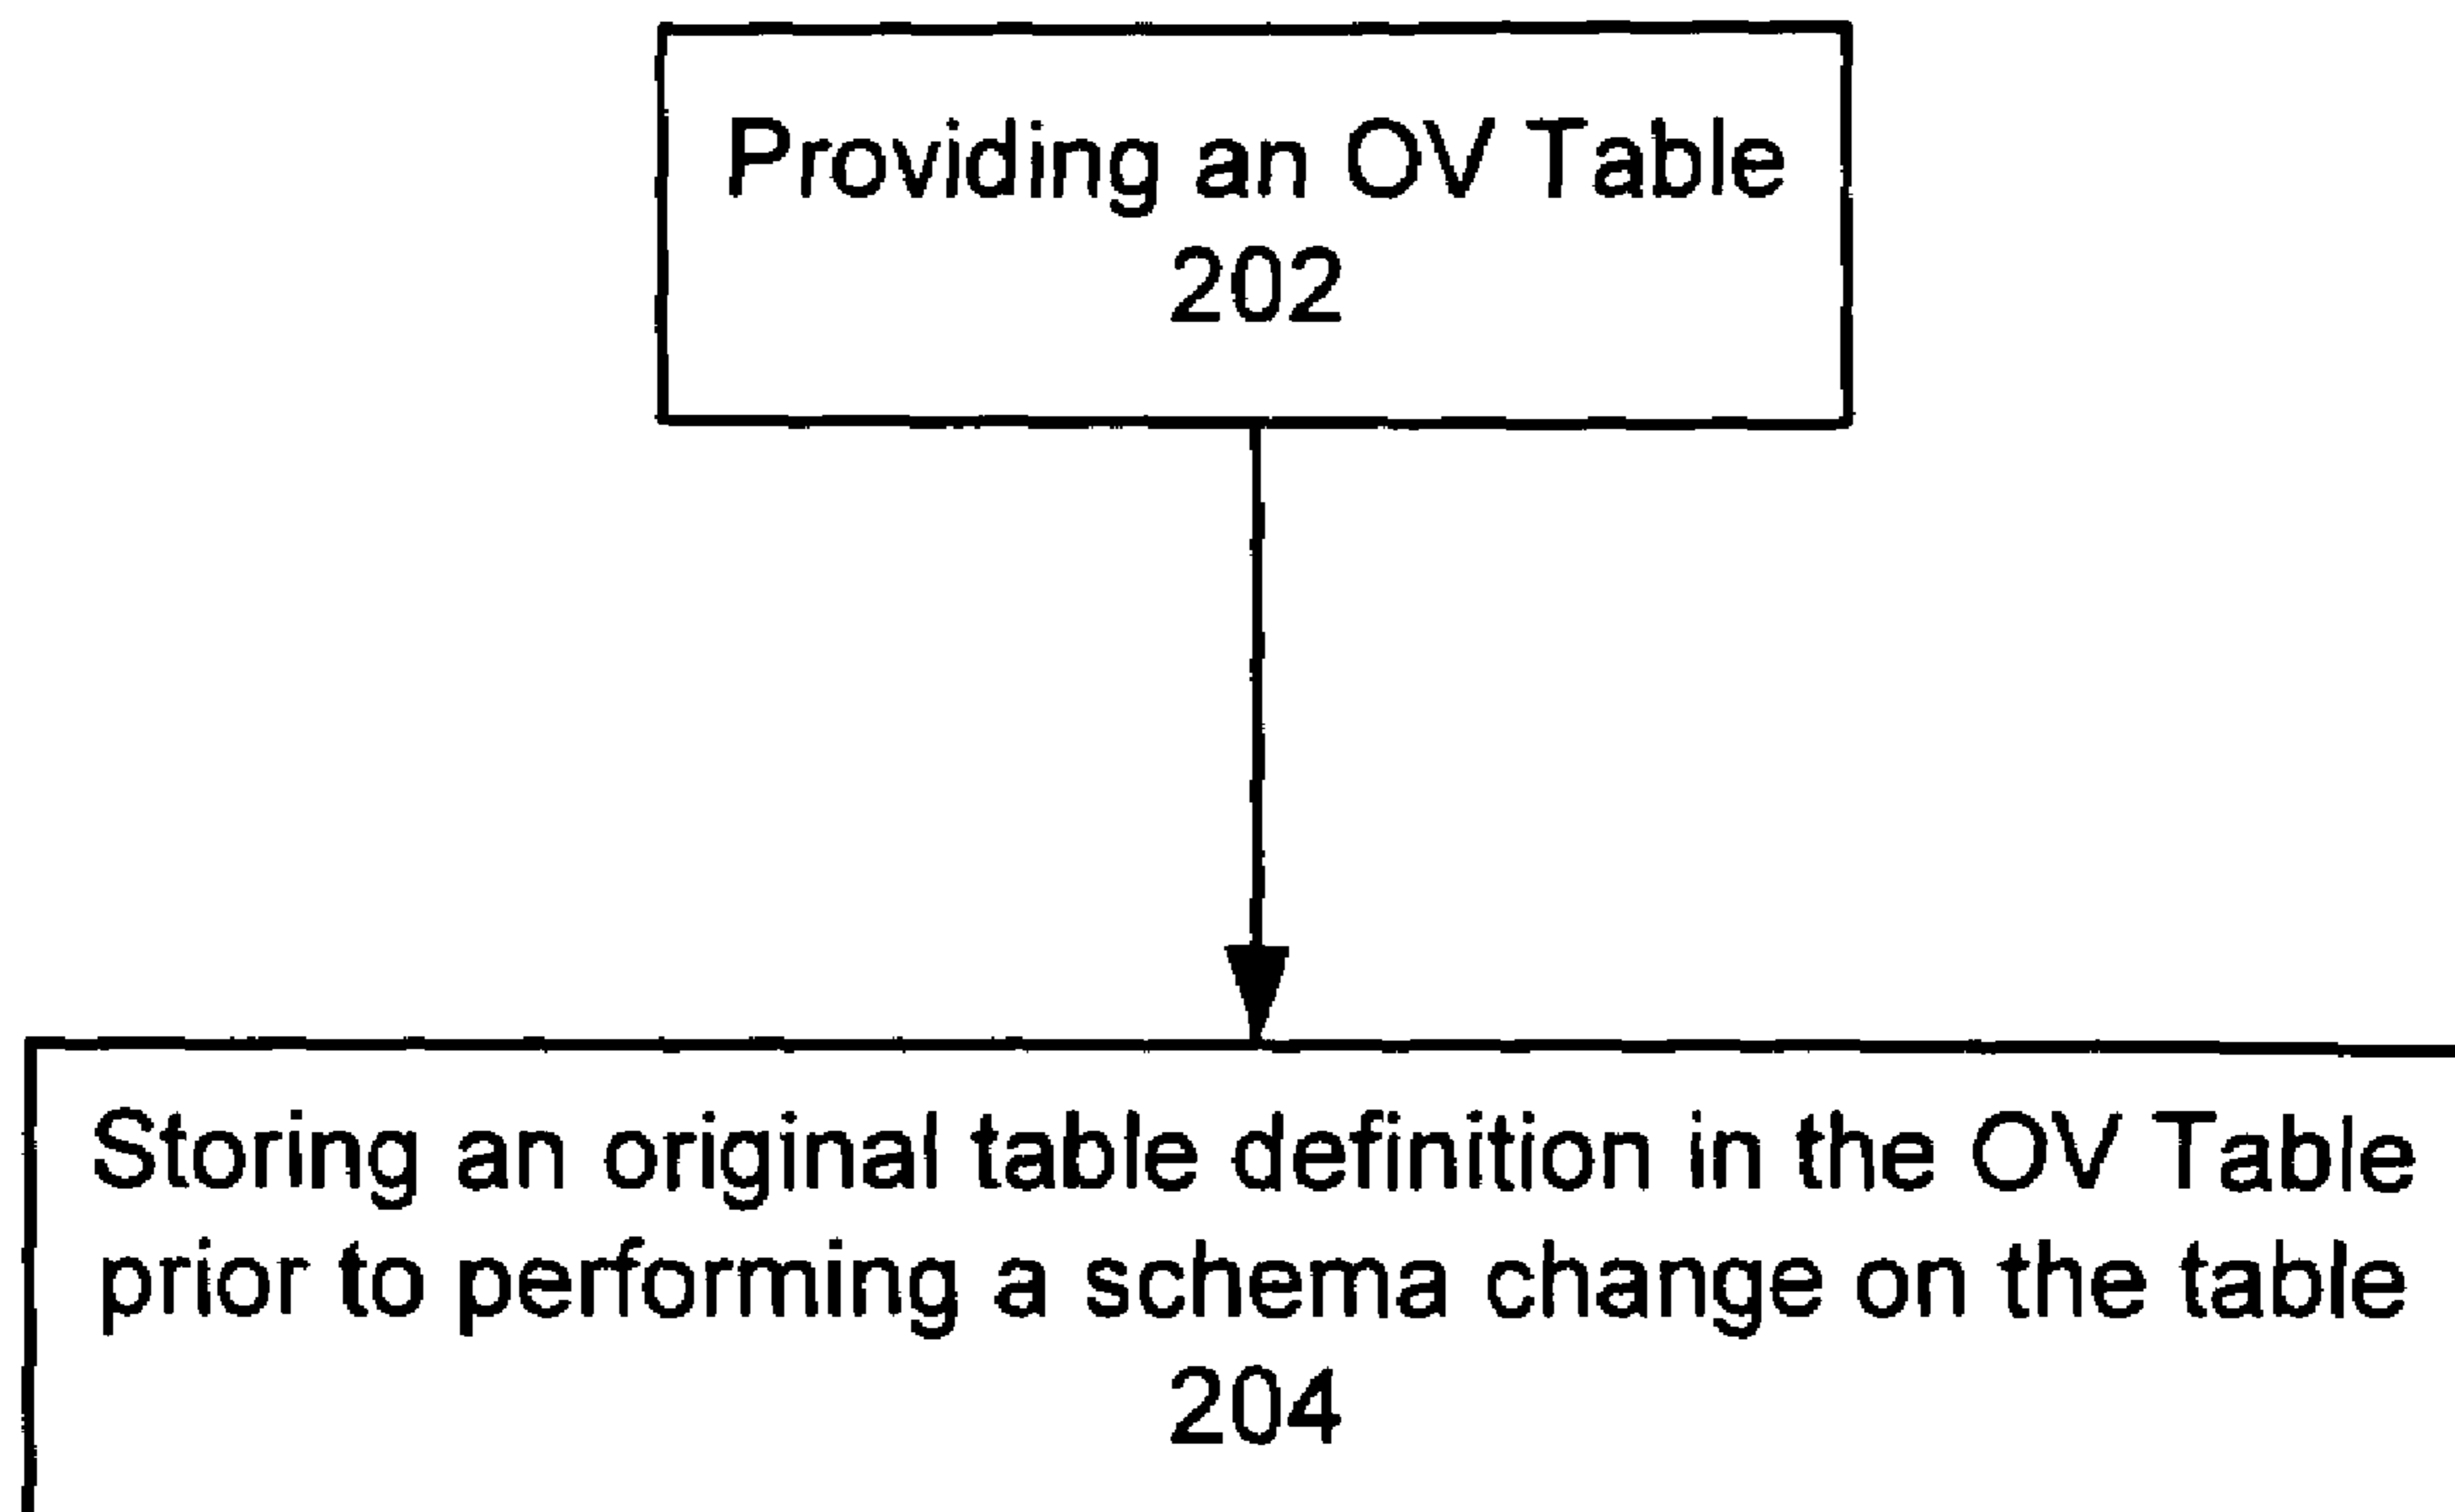 Providing an OV Table
202
Storing an original table definition in the OV Table
prior to performing a schema change on the table
204